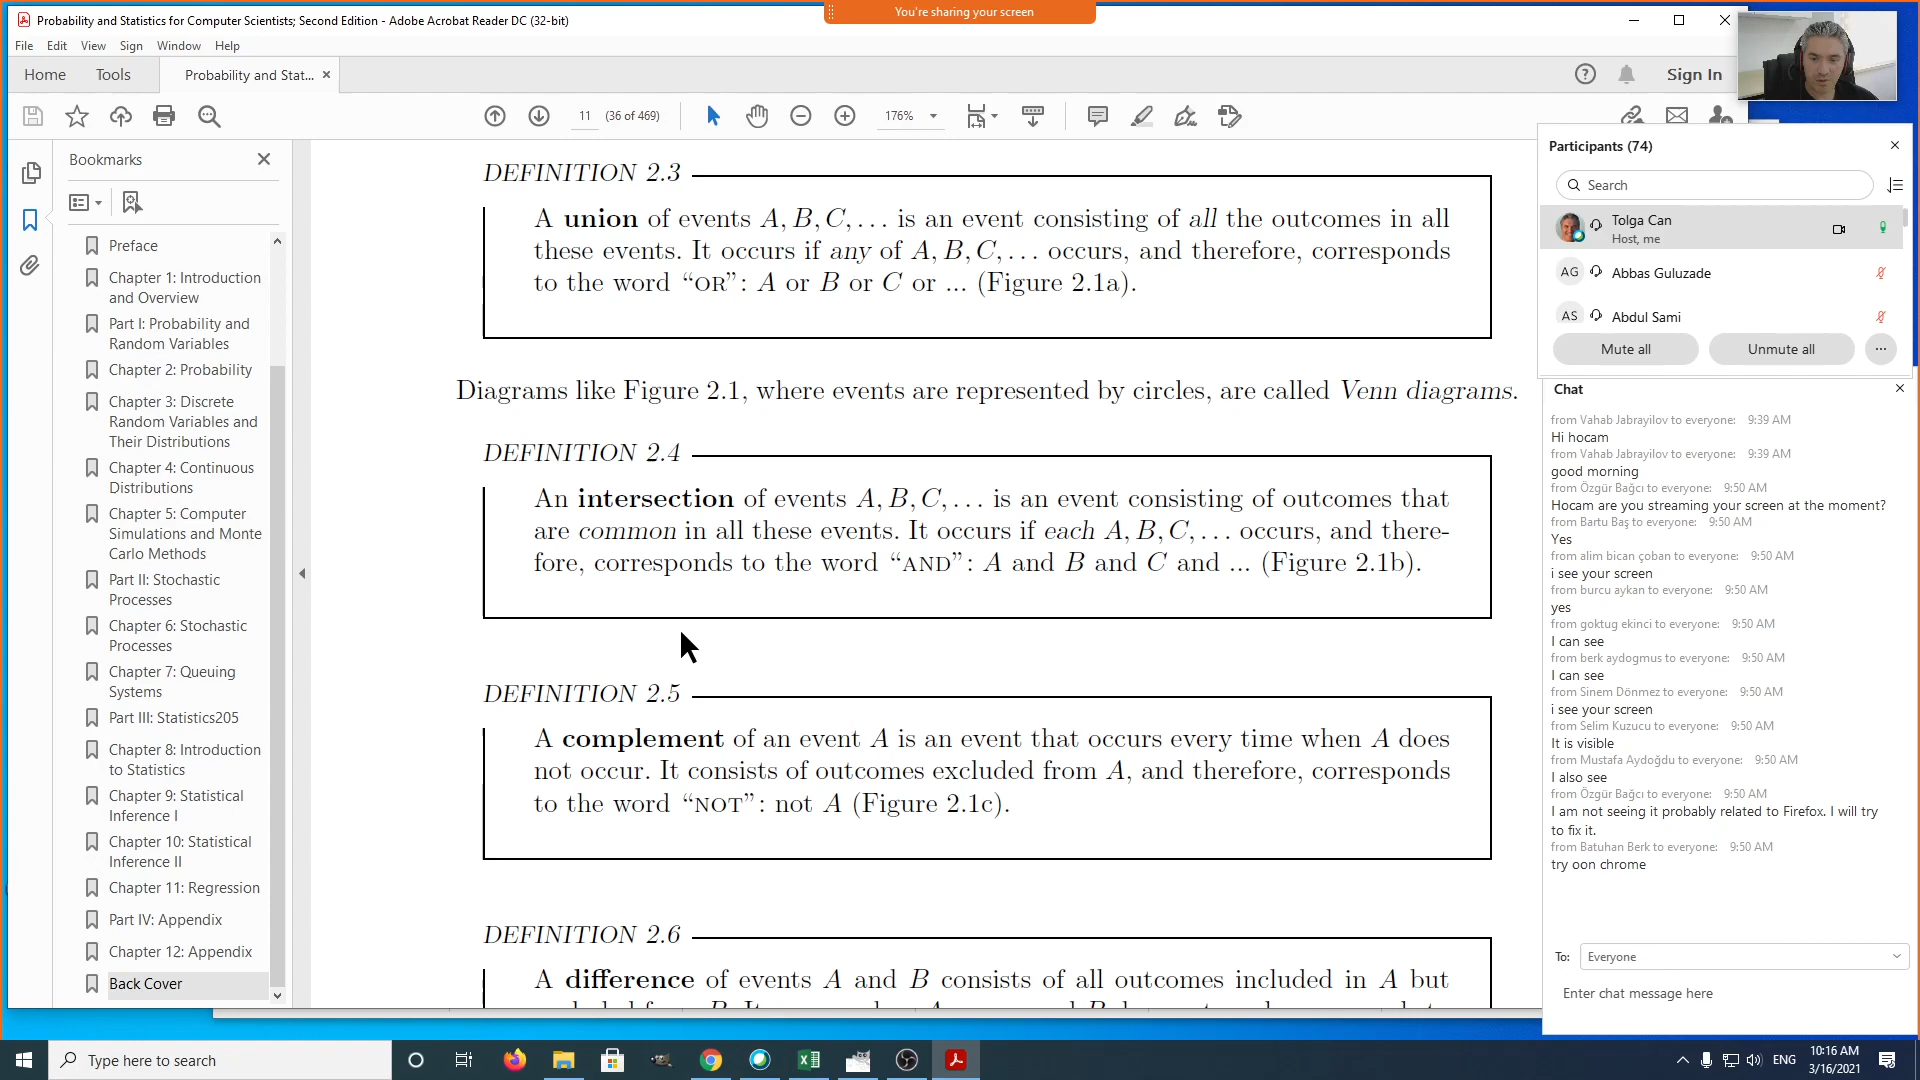 Probability and Statistics for Computer Scientists; Second Edition - Adobe Acrobat Reader DC (32-bit)
You're sharing your screen
File Edit View Sign Window Help
Home Tools Probability and Stat... ×
Sign In
11 (36 of 469) 176%
Bookmarks
Preface
Chapter 1: Introduction
and Overview
Part I: Probability and
Random Variables
Chapter 2: Probability
Chapter 3: Discrete
Random Variables and
Their Distributions
Chapter 4: Continuous
Distributions
Chapter 5: Computer
Simulations and Monte
Carlo Methods
Part II: Stochastic
Processes
Chapter 6: Stochastic
Processes
Chapter 7: Queuing
Systems
Part III: Statistics205
Chapter 8: Introduction
to Statistics
Chapter 9: Statistical
Inference I
Chapter 10: Statistical
Inference II
Chapter 11: Regression
Part IV: Appendix
Chapter 12: Appendix
Back Cover
DEFINITION 2.3
A union of events A, B, C, . . . is an event consisting of all the outcomes in all
these events. It occurs if any of A, B, C, . . . occurs, and therefore, corresponds
to the word “OR”: A or B or C or ... (Figure 2.1a).
Diagrams like Figure 2.1, where events are represented by circles, are called Venn diagrams.
DEFINITION 2.4
An intersection of events A, B, C, . . . is an event consisting of outcomes that
are common in all these events. It occurs if each A, B, C, . . . occurs, and there-
fore, corresponds to the word “AND”: A and B and C and ... (Figure 2.1b).
DEFINITION 2.5
A complement of an event A is an event that occurs every time when A does
not occur. It consists of outcomes excluded from A, and therefore, corresponds
to the word “NOT”: not A (Figure 2.1c).
DEFINITION 2.6
A difference of events A and B consists of all outcomes included in A but
Participants (74)
Search
Tolga Can
Host, me
AG Abbas Guluzade
AS Abdul Sami
Mute all Unmute all ...
Chat
from Vahab Jabrayilov to everyone: 9:39 AM
Hi hocam
from Vahab Jabrayilov to everyone: 9:39 AM
good morning
from Özgür Bağcı to everyone: 9:50 AM
Hocam are you streaming your screen at the moment?
from Bartu Baş to everyone: 9:50 AM
Yes
from alim bican çoban to everyone: 9:50 AM
i see your screen
from burcu aykan to everyone: 9:50 AM
yes
from goktug ekinci to everyone: 9:50 AM
I can see
from berk aydogmus to everyone: 9:50 AM
I can see
from Sinem Dönmez to everyone: 9:50 AM
i see your screen
from Selim Kuzucu to everyone: 9:50 AM
It is visible
from Mustafa Aydoğdu to everyone: 9:50 AM
I also see
from Özgür Bağcı to everyone: 9:50 AM
I am not seeing it probably related to Firefox. I will try
to fix it.
from Batuhan Berk to everyone: 9:50 AM
try oon chrome
To: Everyone
Enter chat message here
Type here to search
ENG
10:16 AM
3/16/2021